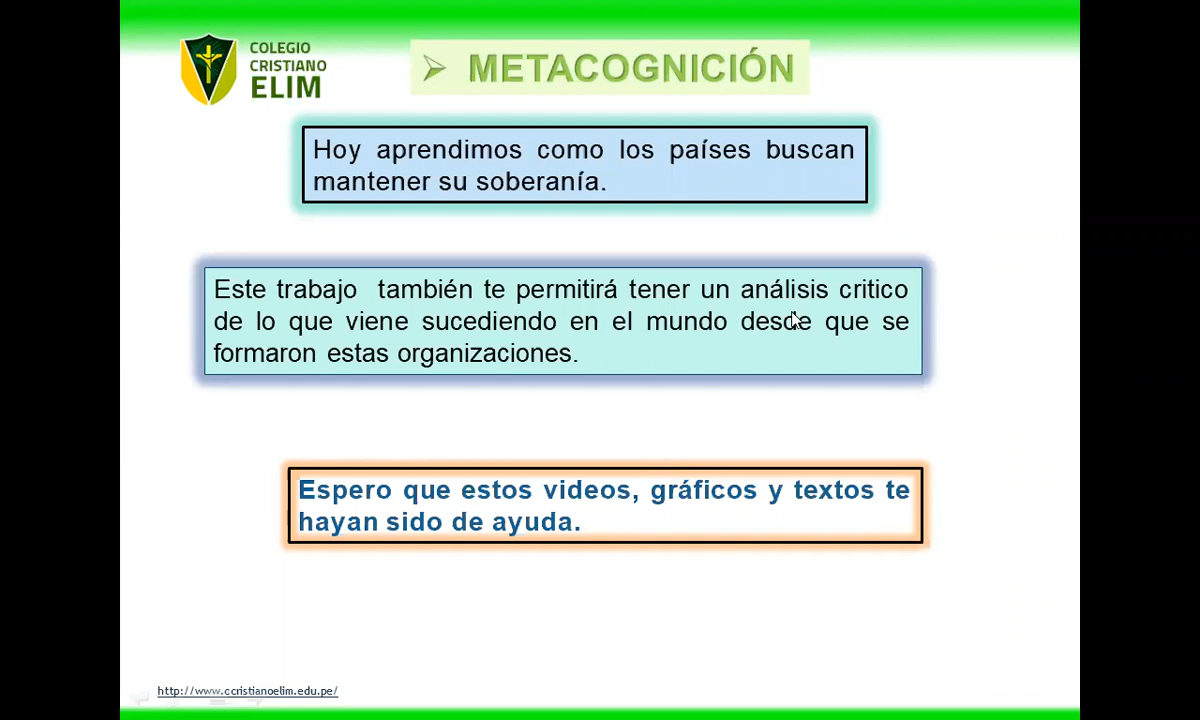 COLEGIO
CRISTIANO
ELIM
METACOGNICIÓN
Hoy aprendimos como los países buscan
mantener su soberanía.
Este trabajo también te permitirá tener un análisis critico
de lo que viene sucediendo en el mundo desde que se
formaron estas organizaciones.
Espero que estos videos, gráficos y textos te
hayan sido de ayuda.
http://www.ccristianoelim.edu.pe/